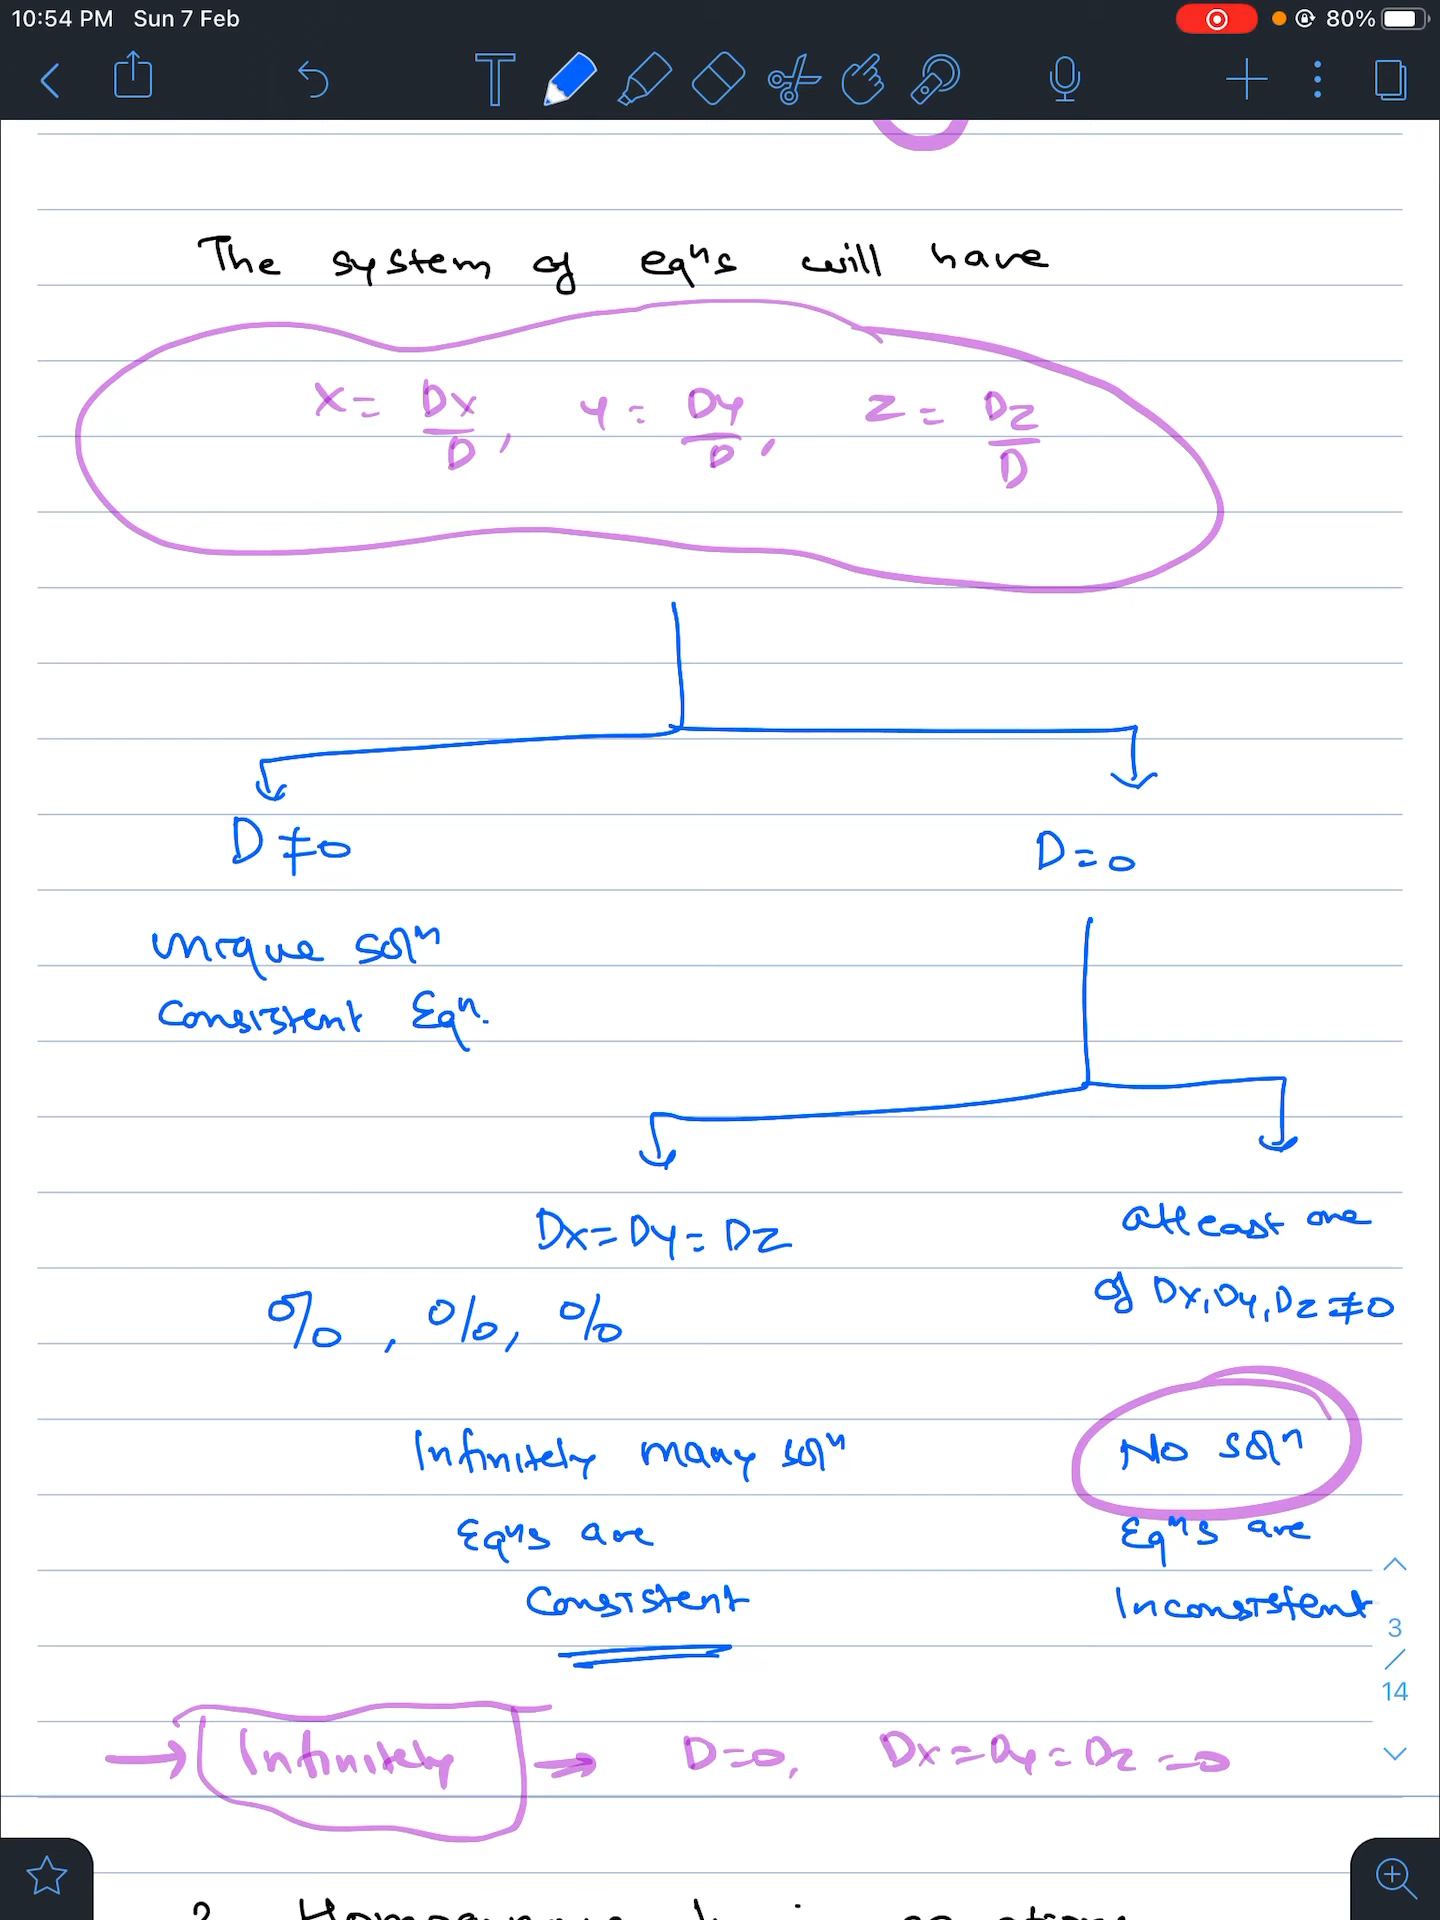 10:54 PM Sun 7 Feb 80%
The system of eqⁿs will have
x = Dx/D, y = Dy/D, z = Dz/D
D ≠ 0 D = 0
unique solⁿ
Consistent Eqⁿ.
Dx = Dy = Dz
atleast one
of Dx, Dy, Dz ≠ 0
0/0, 0/0, 0/0
Infinitely many solⁿ
No solⁿ
Eqⁿs are
Consistent
Eqⁿs are
Inconsistent
3
/
14
→ Infinitely → D=0, Dx = Dy = Dz = 0